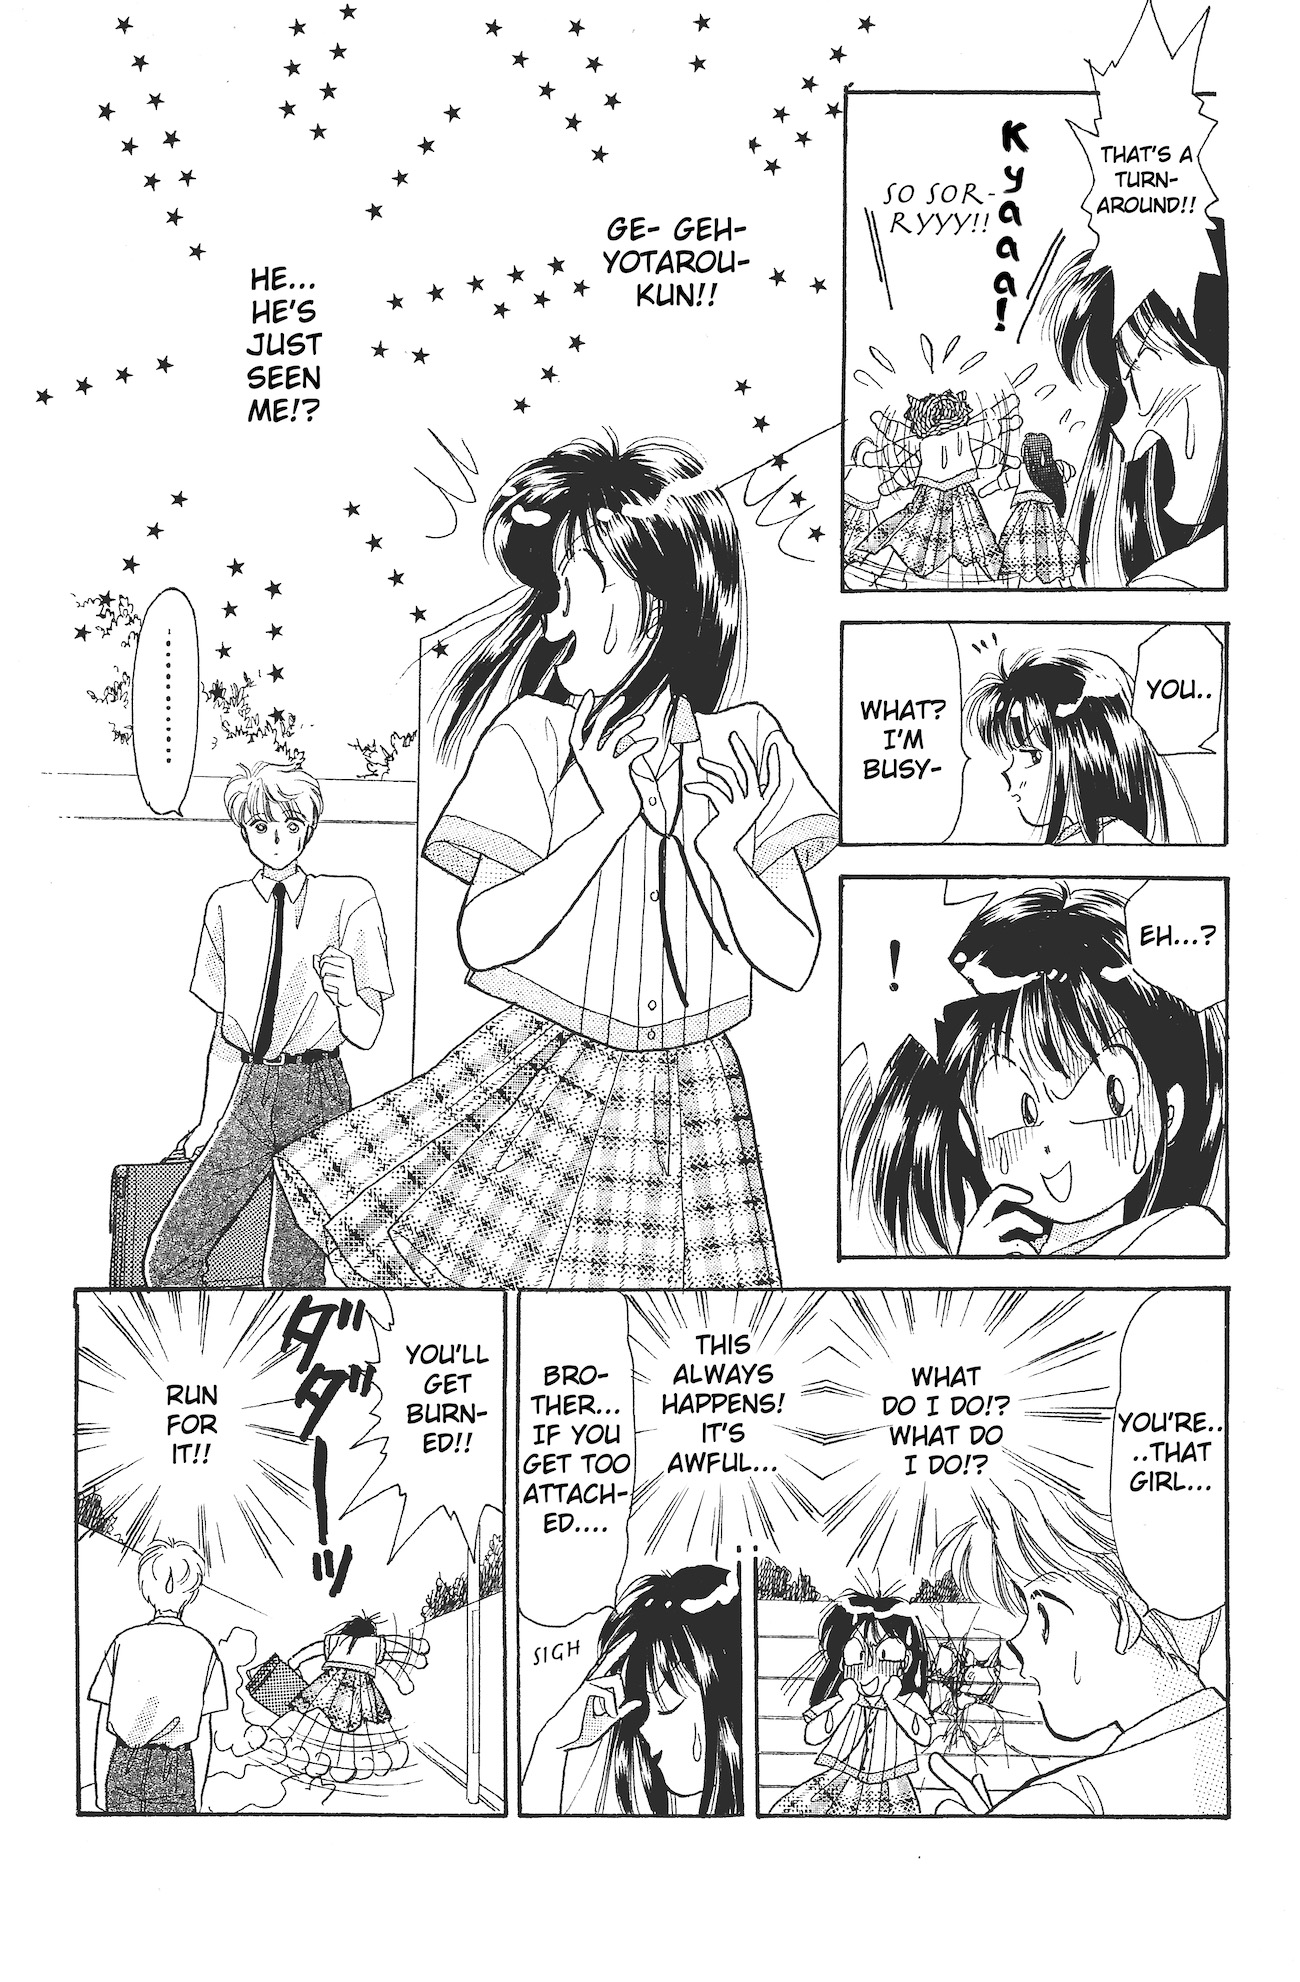 THAT'S A
TURN-
AROUND!!
Kyaaa!
SO SOR-
RYYY!!
YOU..
WHAT?
I'M
BUSY-
EH...?
!
GE- GEH-
YOTAROU-
KUN!!
HE...
HE'S
JUST
SEEN
ME!?
...........
YOU'RE..
..THAT
GIRL...
WHAT
DO I DO!?
WHAT DO
I DO!?
THIS
ALWAYS
HAPPENS!
IT'S
AWFUL...
BRO-
THER...
IF YOU
GET TOO
ATTACH-
ED....
SIGH
YOU'LL
GET
BURN-
ED!!
ダダーッ
RUN
FOR
IT!!